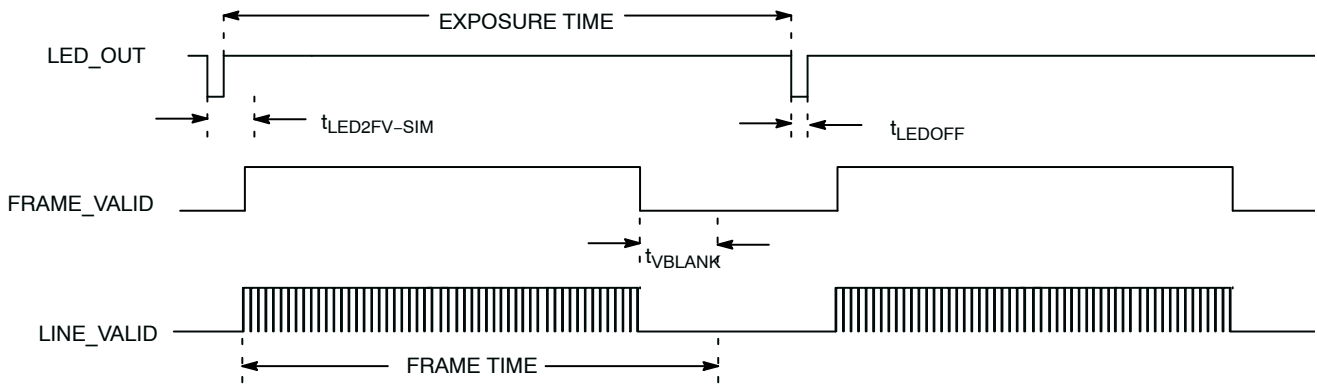 EXPOSURE TIME
LED_OUT
tLED2FV−SIM
tLEDOFF
FRAME_VALID
tVBLANK
LINE_VALID
FRAME TIME